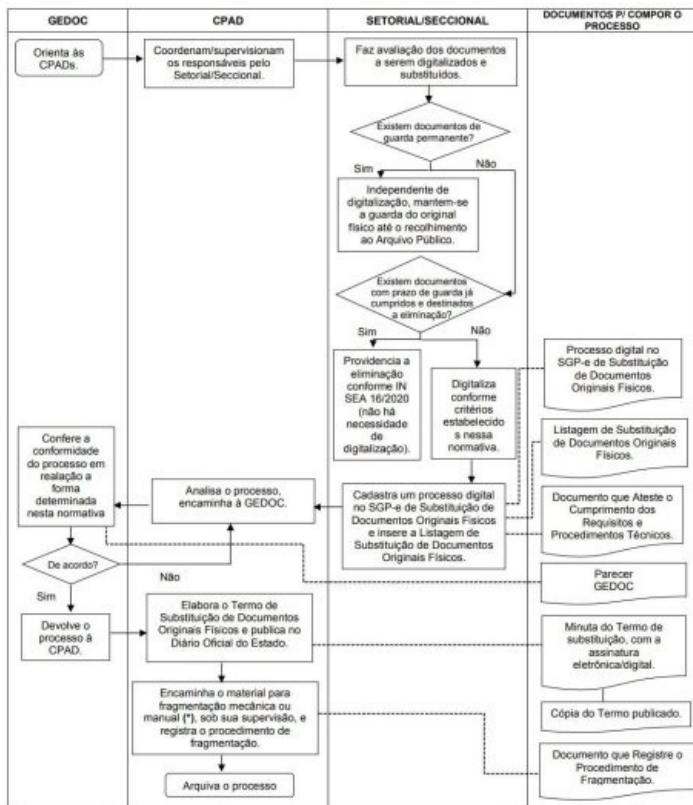 GEDOC
CPAD
SETORIAL/SECCIONAL
DOCUMENTOS P/ COMPOR O
PROCESSO
Orienta às
CPADs.
Coordenam/supervisionam
os responsáveis pelo
Setorial/Seccional.
Faz avaliação dos documentos
a serem digitalizados e
substituídos.
Existem documentos de
guarda permanente?
Sim
Não
Independente de
digitalização, mantem-se
a guarda do original
físico até o recolhimento
ao Arquivo Público.
Existem documentos
com prazo de guarda já
cumpridos e destinados
a eliminação?
Sim
Não
Providencia a
eliminação
conforme IN
SEA 16/2020
(não há
necessidade
de
digitalização).
Digitaliza
conforme
critérios
estabelecido
s nessa
normativa.
Processo digital no
SGP-e de Substituição
de Documentos
Originais Físicos.
Listagem de Substituição
de Documentos Originais
Físicos.
Confere a
conformidade
do processo em
realação a
forma
determinada
nesta normativa
Analisa o processo,
encaminha à GEDOC.
Cadastra um processo digital
no SGP-e de Substituição de
Documentos Originais Físicos
e insere a Listagem de
Substituição de Documentos
Originais Físicos.
Documento que Ateste o
Cumprimento dos
Requisitos e
Procedimentos Técnicos.
De acordo?
Não
Sim
Parecer
GEDOC
Devolve o
processo à
CPAD.
Elabora o Termo de
Substituição de Documentos
Originais Físicos e publica no
Diário Oficial do Estado.
Minuta do Termo de
substituição, com a
assinatura
eletrônica/digital.
Encaminha o material para
fragmentação mecânica ou
manual (*), sob sua supervisão, e
registra o procedimento de
fragmentação.
Cópia do Termo publicado.
Documento que Registre o
Procedimento de
Fragmentação.
Arquiva o processo